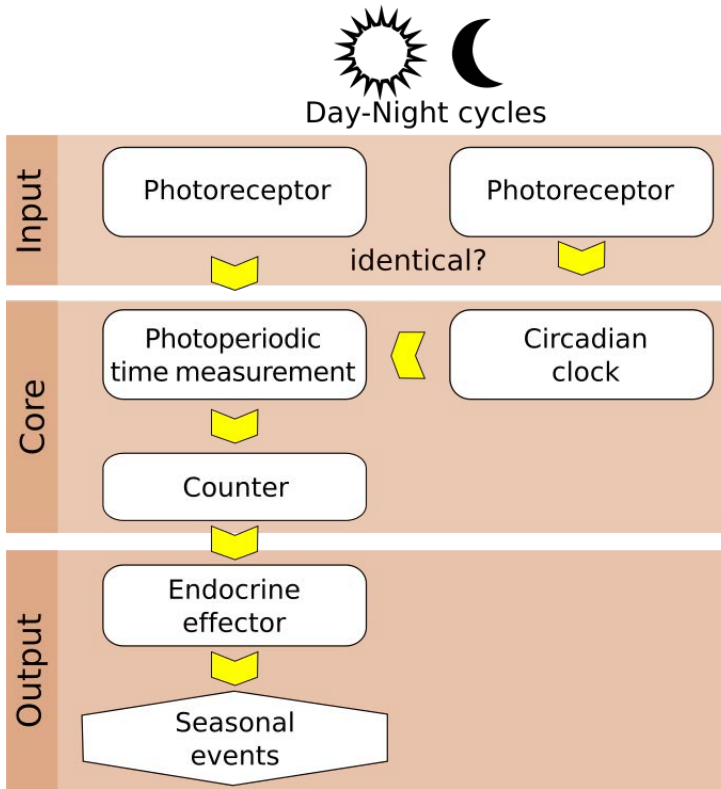 Day-Night cycles
Input
Photoreceptor
Photoreceptor
identical?
Core
Photoperiodic
time measurement
Circadian
clock
Counter
Output
Endocrine
effector
Seasonal
events